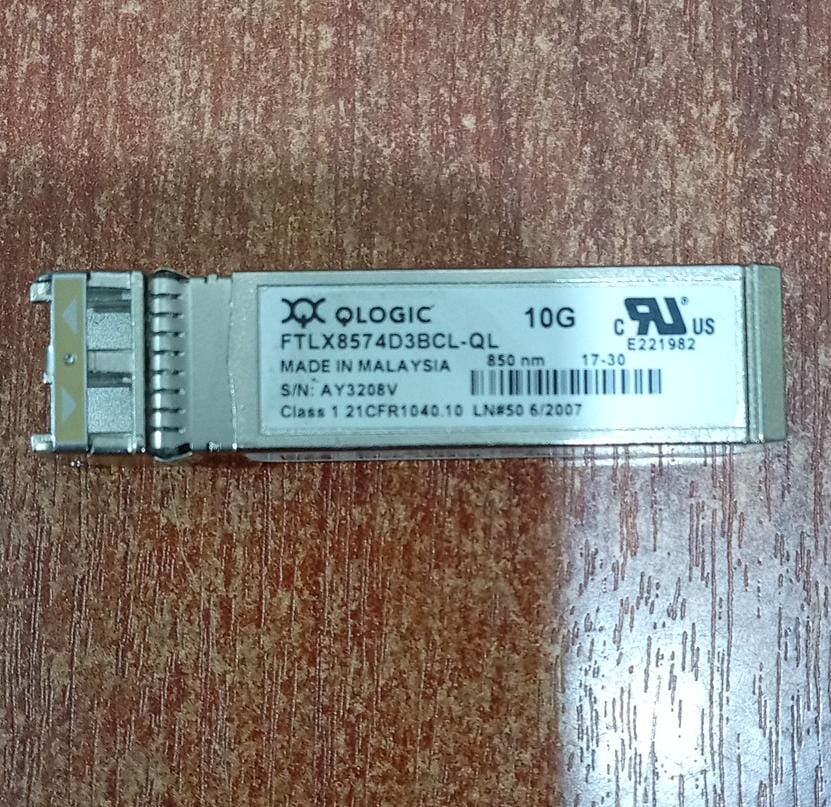 QLOGIC 10G C RU® US
FTLX8574D3BCL-QL E221982
MADE IN MALAYSIA 850 nm 17-30
S/N: AY3208V
Class 1 21CFR1040.10 LN#50 6/2007